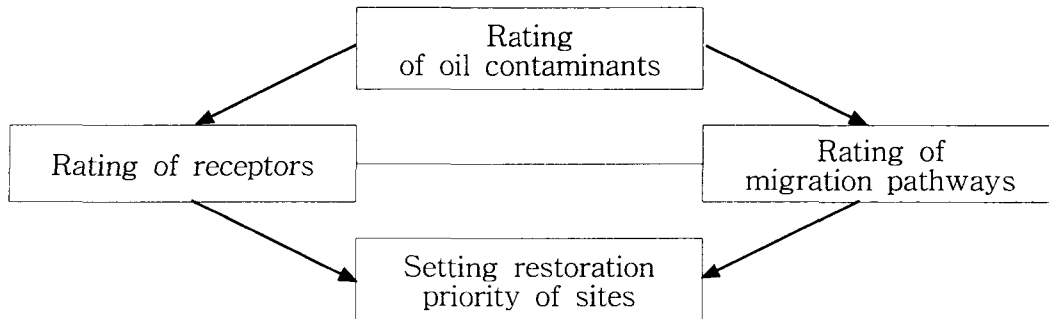 Rating
of oil contaminants
Rating of receptors
Rating of
migration pathways
Setting restoration
priority of sites